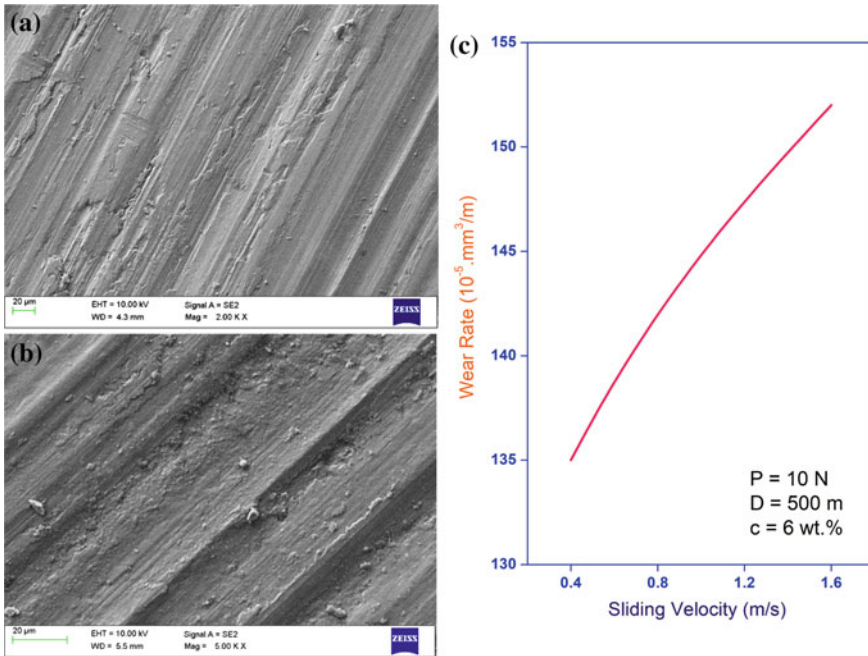 (a)
20 µm
EHT = 10.00 kV
Signal A = SE2
WD = 4.3 mm
Mag = 2.00 K X
ZEISS
(b)
20 µm
EHT = 10.00 kV
Signal A = SE2
WD = 5.5 mm
Mag = 5.00 K X
ZEISS
(c)
155
150
145
140
135
130
Wear Rate (10⁻⁵.mm³/m)
P = 10 N
D = 500 m
c = 6 wt.%
0.4
0.8
1.2
1.6
Sliding Velocity (m/s)